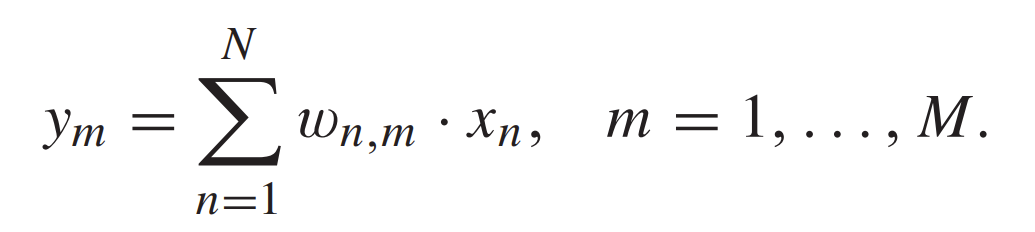 $y_m = \sum_{n=1}^{N} w_{n,m} \cdot x_n, \quad m = 1, \ldots, M.$